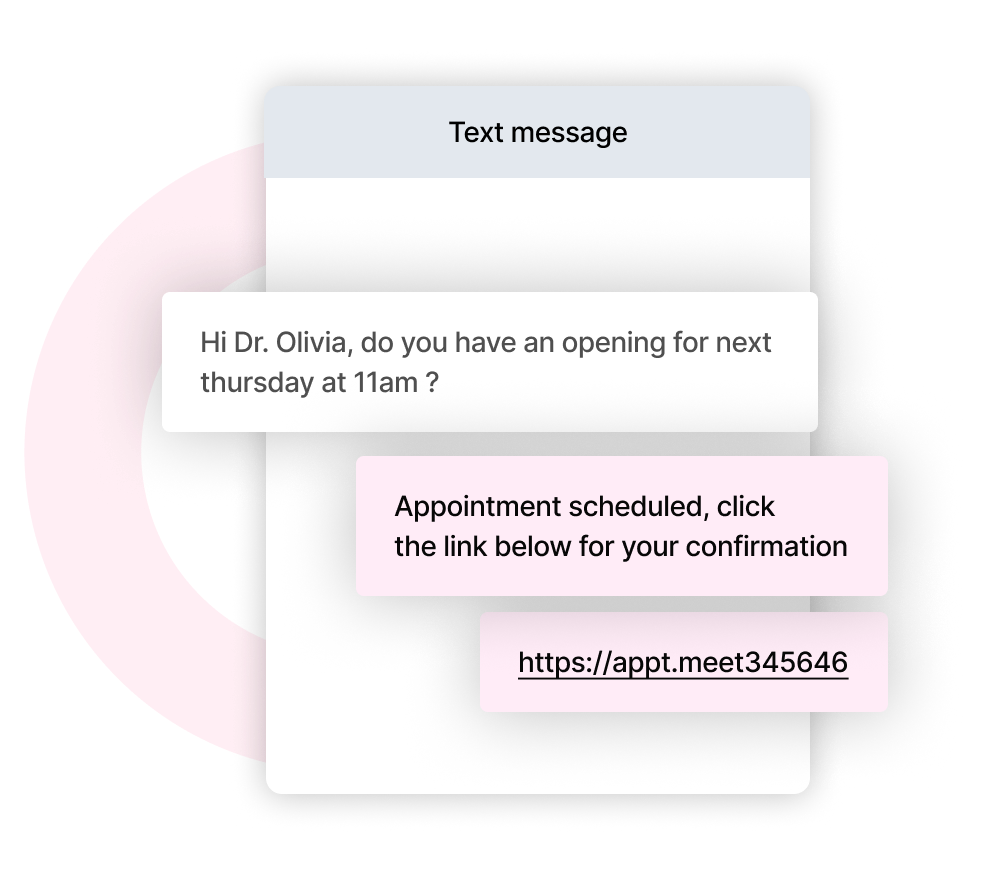 Text message
Hi Dr. Olivia, do you have an opening for next
thursday at 11am ?
Appointment scheduled, click
the link below for your confirmation
https://appt.meet345646